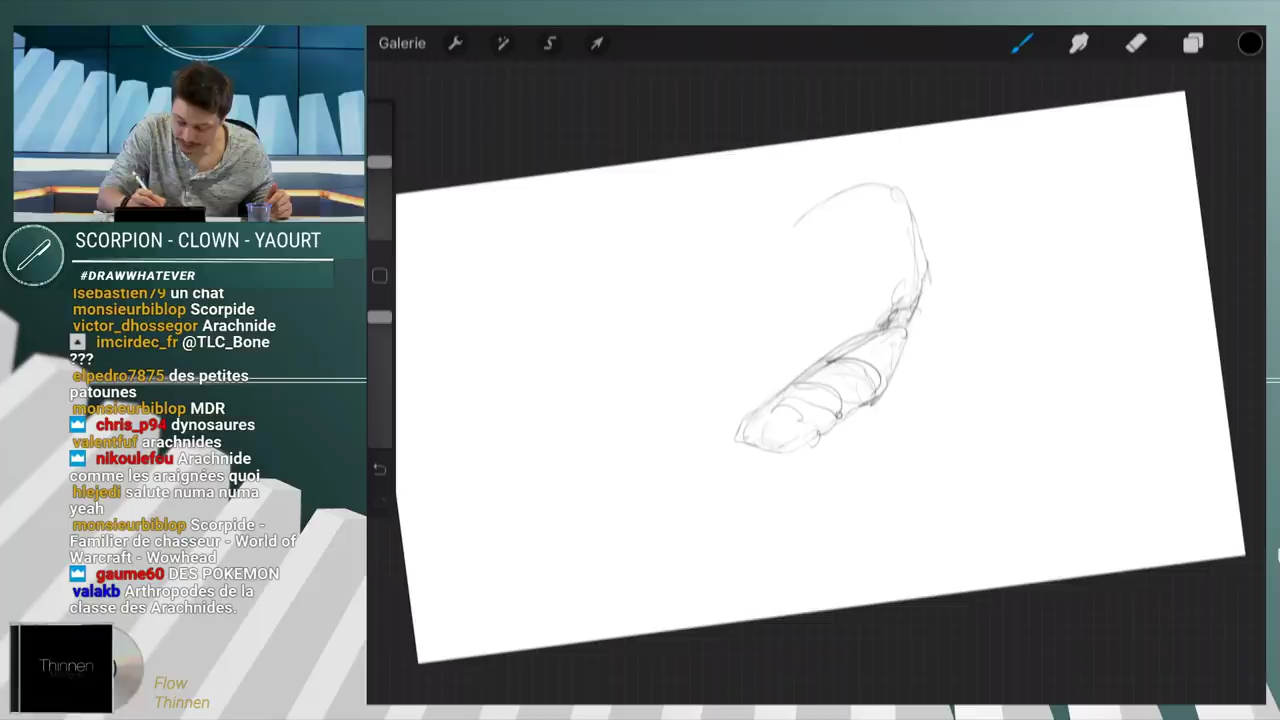 Galerie
SCORPION - CLOWN - YAOURT
#DRAWWHATEVER
lsebastien79 un chat
monsieurbiblop Scorpide
victor_dhossegor Arachnide
imcirdec_fr @TLC_Bone
???
elpedro7875 des petites
patounes
monsieurbiblop MDR
chris_p94 dynosaures
valentfuf arachnides
nikoulefou Arachnide
comme les araignées quoi
hlejedi salute numa numa
yeah
monsieurbiblop Scorpide -
Familier de chasseur - World of
Warcraft - Wowhead
gaume60 DES POKEMON
valakb Arthropodes de la
classe des Arachnides.
Thinnen
Flow
Thinnen